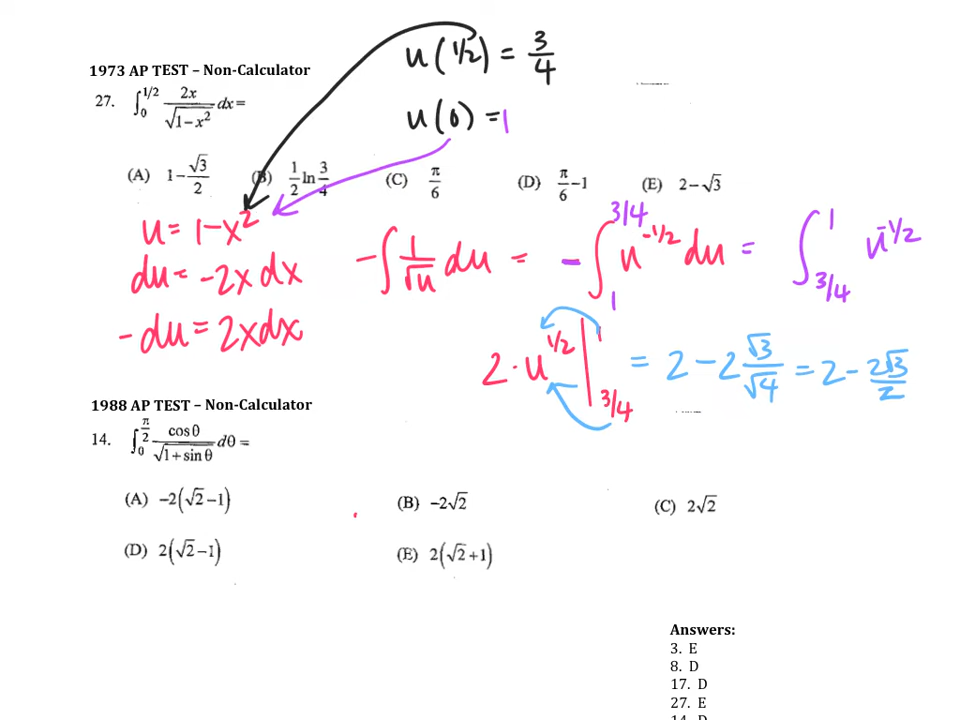 u(1/2) = 3/4
1973 AP TEST – Non-Calculator
27. ∫₀^{1/2} 2x/√(1−x²) dx =
u(0) = 1
(A) 1 − √3/2 (B) 1/2 ln 3/4 (C) π/6 (D) π/6 − 1 (E) 2 − √3
u = 1−x²
du = −2x dx
−du = 2xdx
−∫ 1/√u du = −∫₁^{3/4} u^{−1/2} du = ∫_{3/4}^{1} u^{−1/2}
2·u^{1/2} |_{3/4}^{1} = 2 − 2 √3/√4 = 2 − 2√3/2
1988 AP TEST – Non-Calculator
14. ∫₀^{π/2} cos θ/√(1+sin θ) dθ =
(A) −2(√2−1) (B) −2√2 (C) 2√2
(D) 2(√2−1) (E) 2(√2+1)
Answers:
3. E
8. D
17. D
27. E
14. D